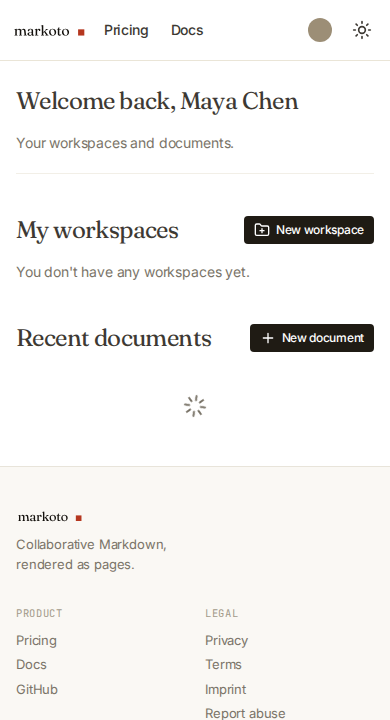 markoto
Pricing
Docs
Welcome back, Maya Chen
Your workspaces and documents.
My workspaces
New workspace
You don't have any workspaces yet.
Recent documents
New document
markoto
Collaborative Markdown,
rendered as pages.
PRODUCT
Pricing
Docs
GitHub
LEGAL
Privacy
Terms
Imprint
Report abuse